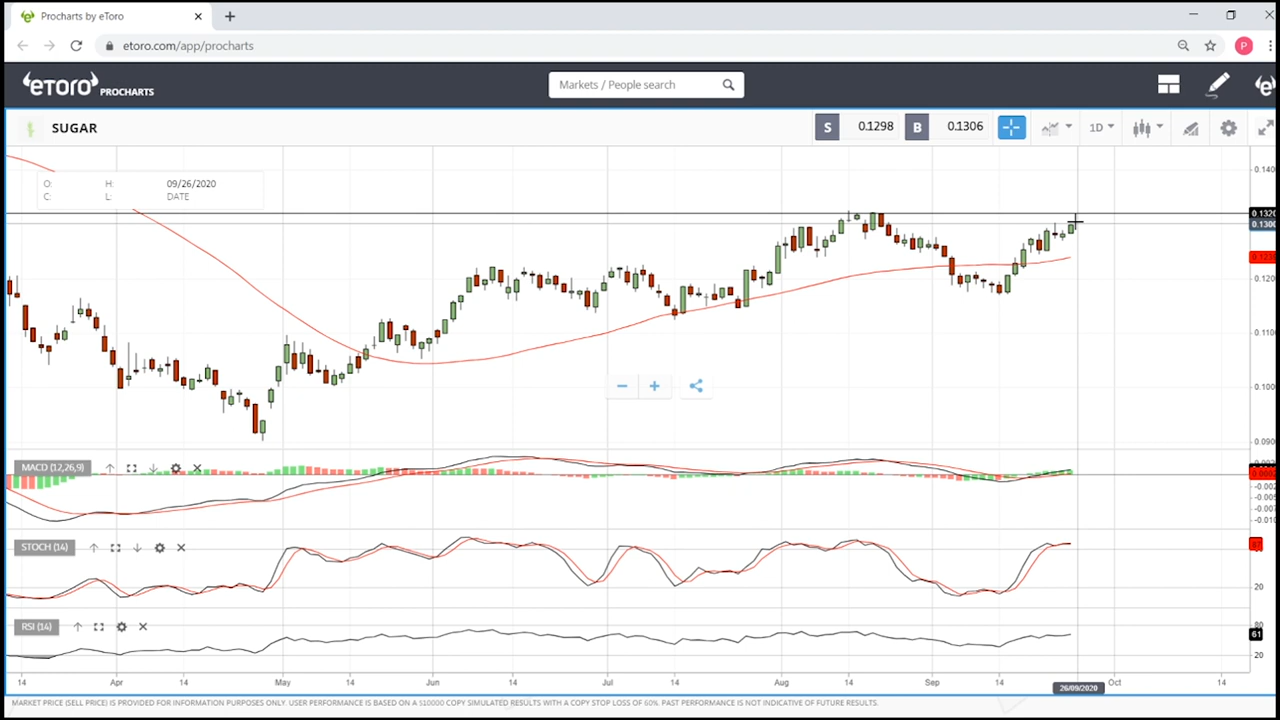 Procharts by eToro
etoro.com/app/procharts
P
eTORO PROCHARTS
Markets / People search
SUGAR
S 0.1298 B 0.1306
1D
O: H: 09/26/2020
C: L: DATE
0.140
0.1320
0.1300
0.120
0.110
0.100
0.090
MACD (12,26,9)
-0.002
-0.010
STOCH (14)
20
RSI (14)
80
61
20
14 Apr 14 May 14 Jun 14 Jul 14 Aug 14 Sep 14 26/09/2020 Oct 14
MARKET PRICE (SELL PRICE) IS PROVIDED FOR INFORMATION PURPOSES ONLY. USER PERFORMANCE IS BASED ON A $10000 COPY SIMULATED RESULTS WITH A COPY STOP LOSS OF 60%. PAST PERFORMANCE IS NOT INDICATIVE OF FUTURE RESULTS.